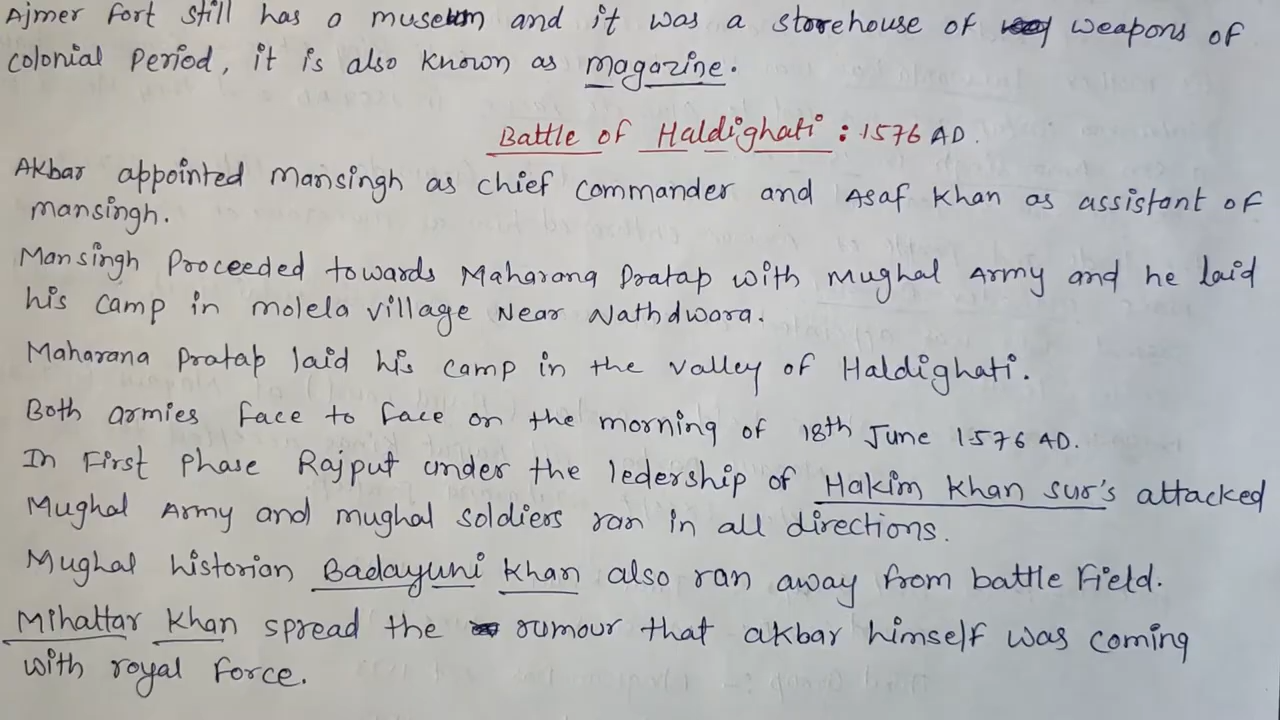 Ajmer fort still has a museum and it was a storehouse of weapons of
colonial Period, it is also known as magazine.
Battle of Haldighati : 1576 AD.
Akbar appointed Mansingh as chief commander and Asaf Khan as assistant of
mansingh.
Mansingh Proceeded towards Maharana Pratap with Mughal Army and he laid
his camp in molela village Near Nathdwara.
Maharana Pratap laid his camp in the valley of Haldighati.
Both armies face to face on the morning of 18th June 1576 AD.
In First phase Rajput under the ledership of Hakim Khan sur's attacked
Mughal Army and mughal soldiers ran in all directions.
Mughal historian Badayuni Khan also ran away from battle Field.
Mihattar Khan spread the rumour that akbar himself was coming
with royal Force.